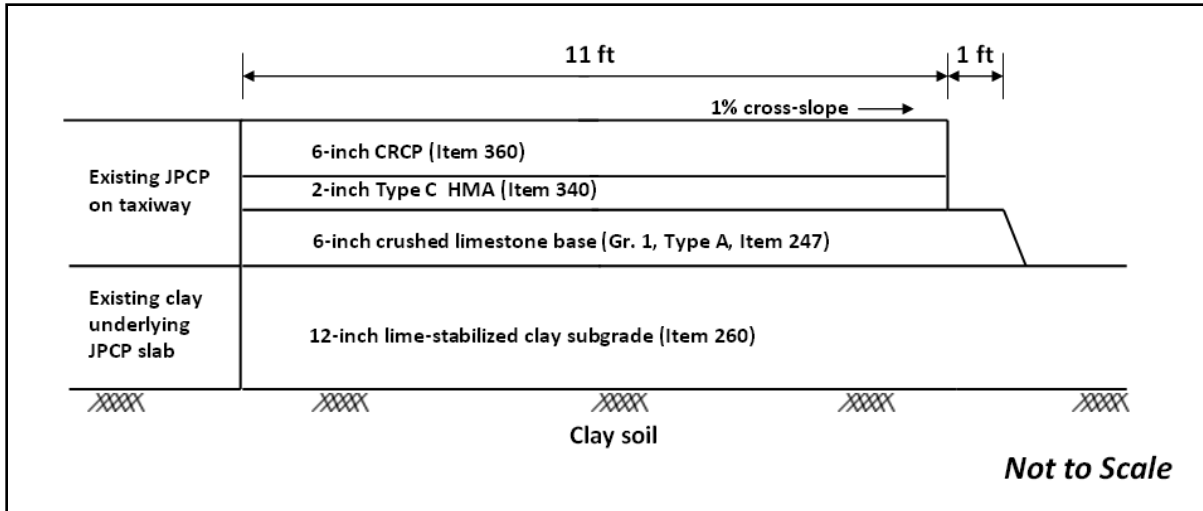 11 ft
1 ft
1% cross-slope
6-inch CRCP (Item 360)
2-inch Type C HMA (Item 340)
Existing JPCP
on taxiway
6-inch crushed limestone base (Gr. 1, Type A, Item 247)
Existing clay
underlying
JPCP slab
12-inch lime-stabilized clay subgrade (Item 260)
Clay soil
Not to Scale